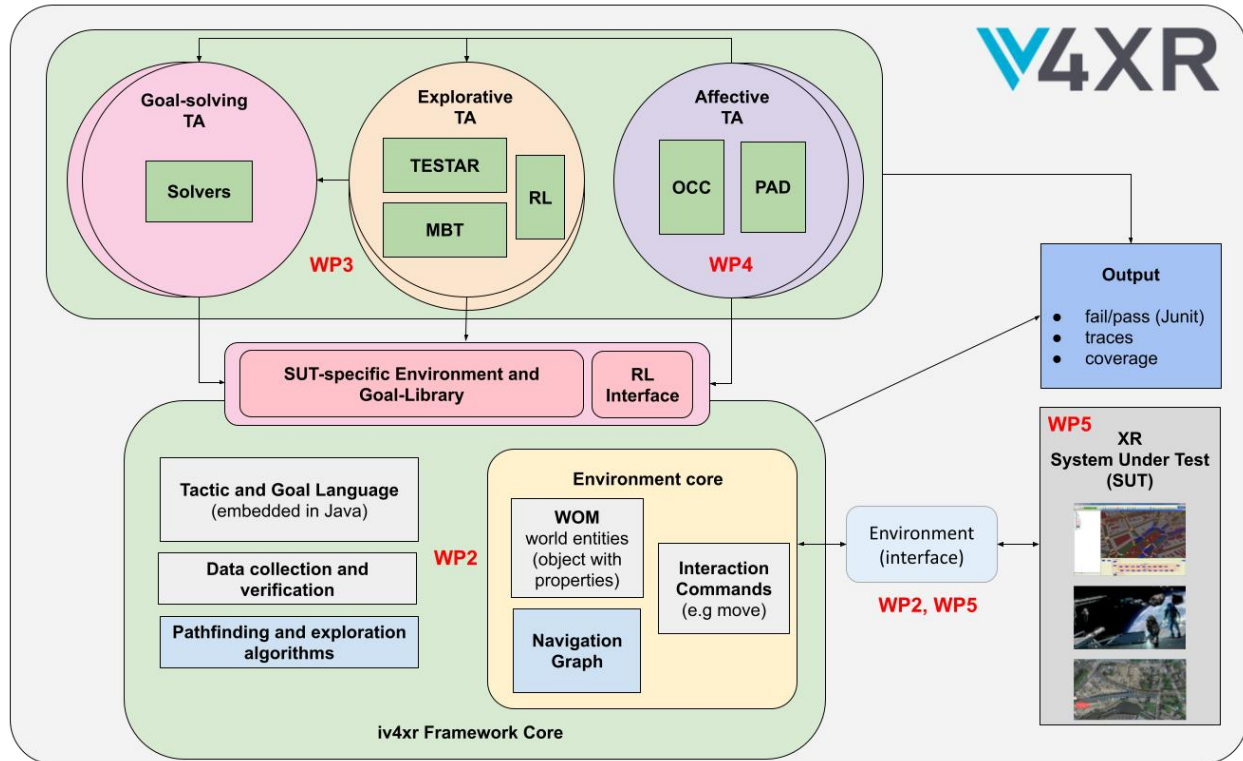 iV4XR
Goal-solving
TA
Solvers
Explorative
TA
TESTAR
MBT
RL
WP3
Affective
TA
OCC
PAD
WP4
Output
● fail/pass (Junit)
● traces
● coverage
SUT-specific Environment and
Goal-Library
RL
Interface
Tactic and Goal Language
(embedded in Java)
Data collection and
verification
Pathfinding and exploration
algorithms
WP2
Environment core
WOM
world entities
(object with
properties)
Interaction
Commands
(e.g move)
Navigation
Graph
iv4xr Framework Core
Environment
(interface)
WP2, WP5
WP5
XR
System Under Test
(SUT)